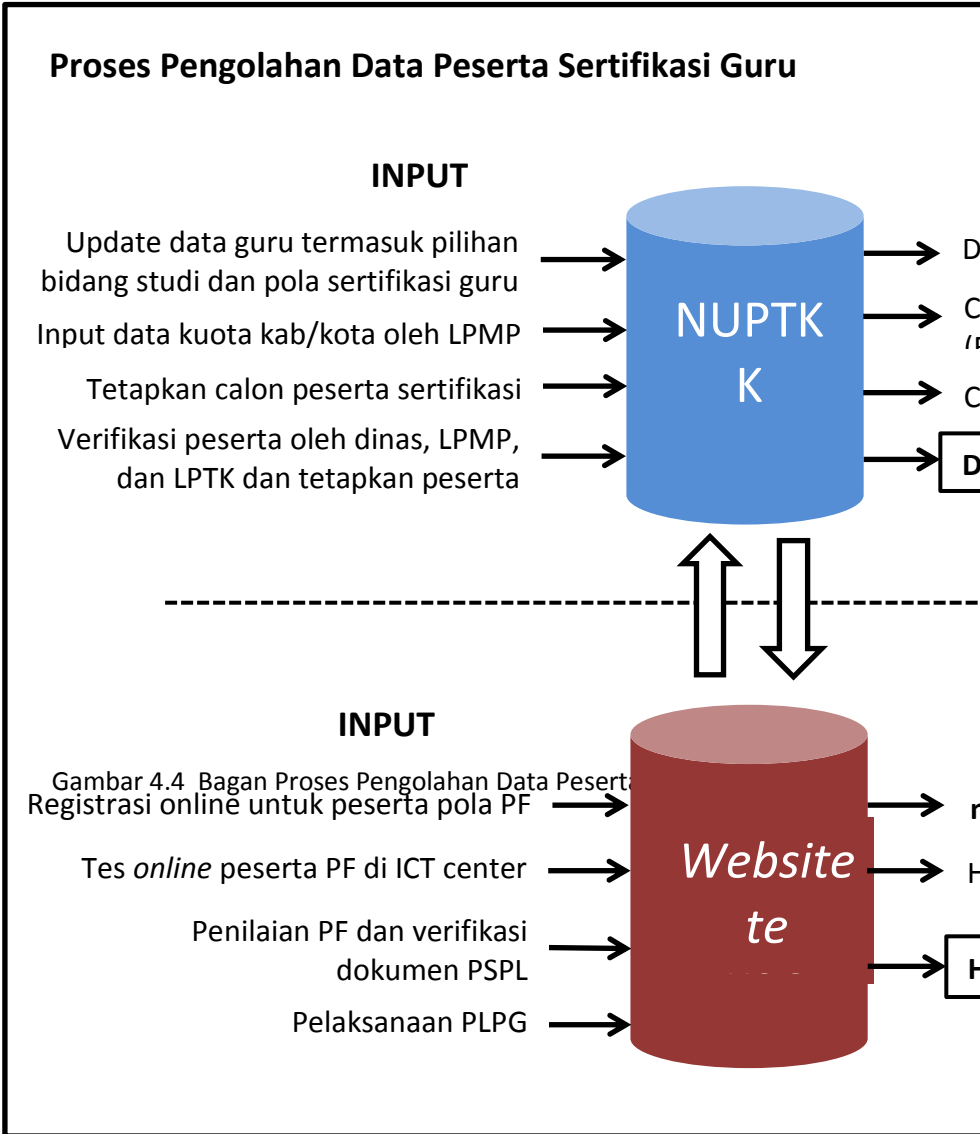 Proses Pengolahan Data Peserta Sertifikasi Guru
INPUT
Update data guru termasuk pilihan
bidang studi dan pola sertifikasi guru
Input data kuota kab/kota oleh LPMP
Tetapkan calon peserta sertifikasi
Verifikasi peserta oleh dinas, LPMP,
dan LPTK dan tetapkan peserta
NUPTK
K
D
C
C
D
INPUT
Gambar 4.4 Bagan Proses Pengolahan Data Peserta
Registrasi online untuk peserta pola PF
Tes online peserta PF di ICT center
Penilaian PF dan verifikasi
dokumen PSPL
Pelaksanaan PLPG
Website
te
H
H